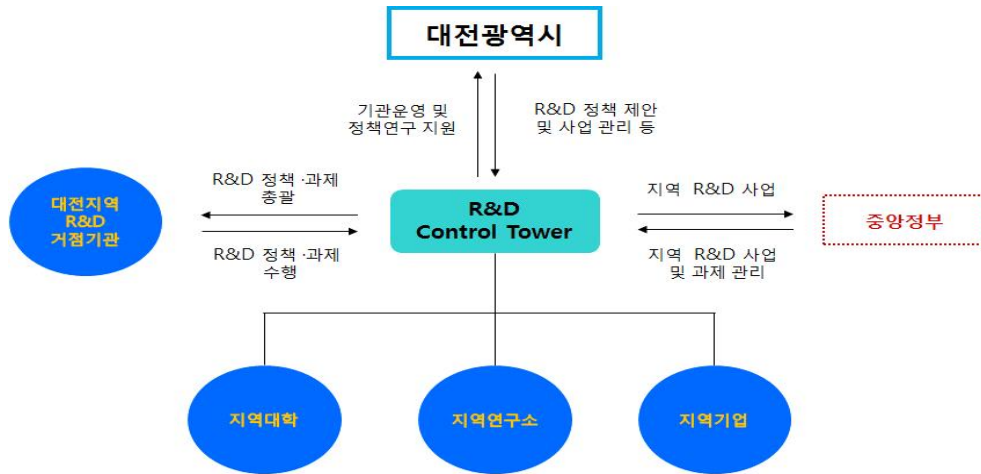 대전광역시
기관운영 및
정책연구 지원
R&D 정책 제안
및 사업 관리 등
대전지역
R&D
거점기관
R&D 정책·과제
총괄
R&D 정책·과제
수행
R&D
Control Tower
지역 R&D 사업
지역 R&D 사업
및 과제 관리
중앙정부
지역대학
지역연구소
지역기업